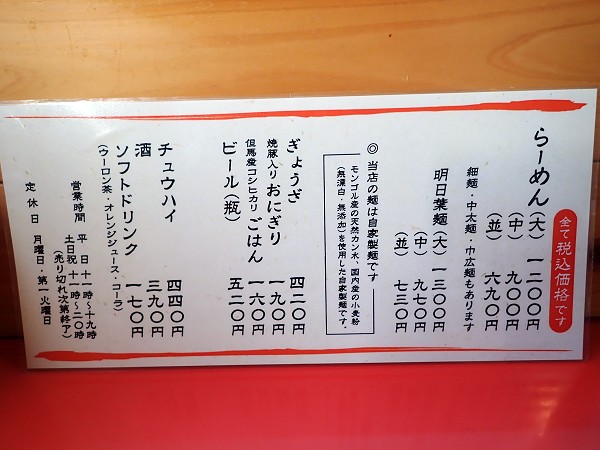 全て税込価格です
らーめん(大) 一二〇〇円
(中) 九〇〇円
(並) 六九〇円
細麺・中太麺・中広麺もあります
明日葉麺(大) 一三〇〇円
(中) 九七〇円
(並) 七三〇円
◎当店の麺は自家製麺です
モンゴル産の天然カン水、国内産の小麦粉
(無漂白・無添加)を使用した自家製麺です。
ぎょうざ 四二〇円
焼豚入りおにぎり 一九〇円
但馬産コシヒカリごはん 一六〇円
ビール(瓶) 五二〇円
チュウハイ 四四〇円
酒 三九〇円
ソフトドリンク 一七〇円
(ウーロン茶・オレンジジュース・コーラ)
営業時間 平日 十一時〜十九時
土日祝 十一時〜二〇時
(売り切れ次第終了)
定休日 月曜日・第一火曜日